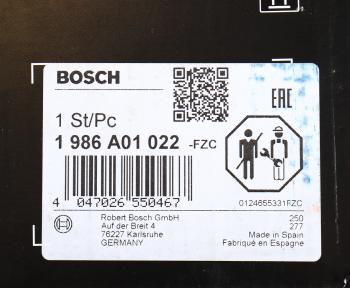 BOSCH
1 St/Pc
EAC
1 986 A01 022 -FZC
4 047026 550467
0124655331FZC
Robert Bosch GmbH
Auf der Breit 4
76227 Karlsruhe
GERMANY
250
277
Made in Spain
Fabriqué en Espagne